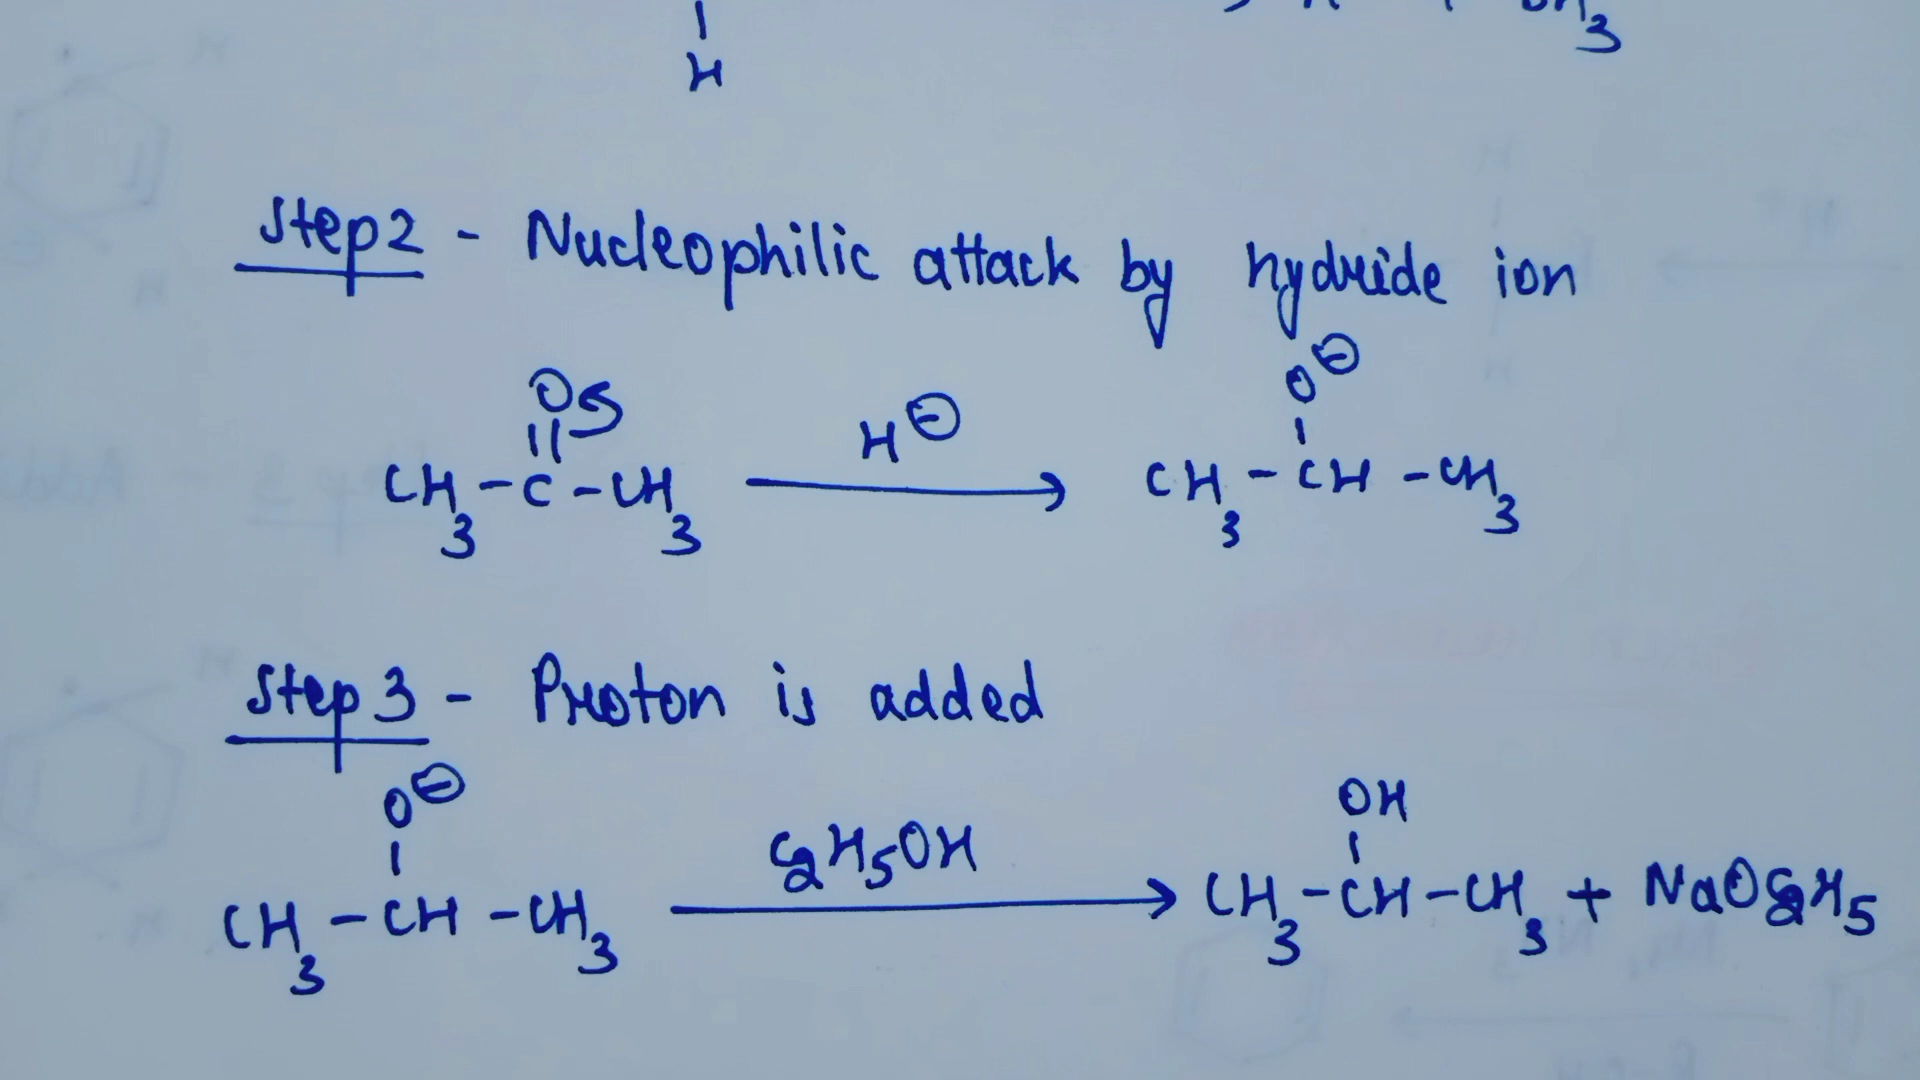 H
3
Step 2 - Nucleophilic attack by hydride ion
O O⊖
CH3 - C - CH3 H⊖ → CH3 - CH - CH3
Step 3 - Proton is added
O⊖ OH
CH3 - CH - CH3 C2H5OH → CH3 - CH - CH3 + NaOC2H5